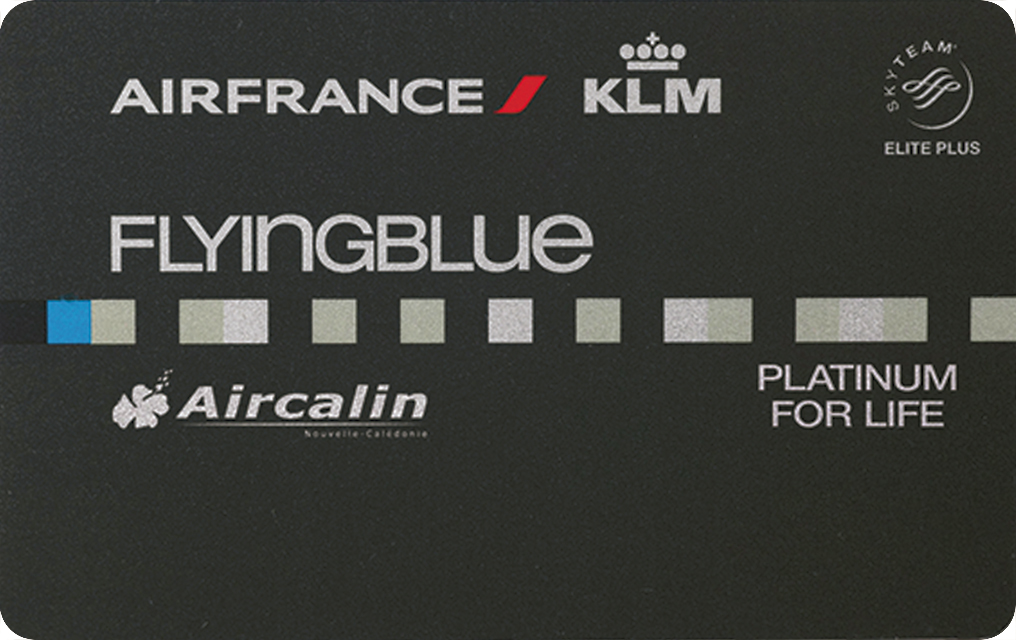 AIRFRANCE KLM
SKYTEAM
ELITE PLUS
FLYINGBLUE
Aircalin
Nouvelle-Calédonie
PLATINUM
FOR LIFE